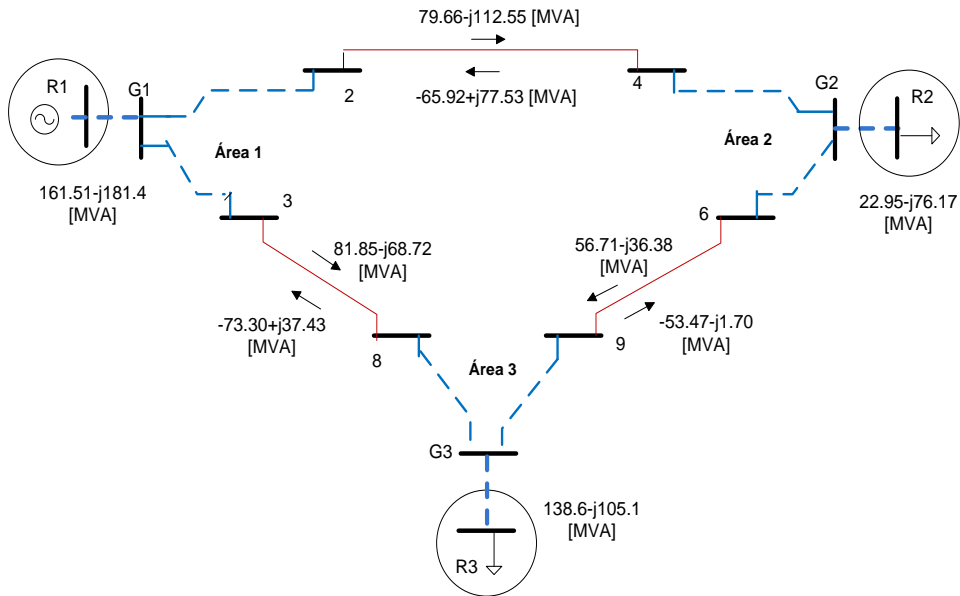 79.66-j112.55 [MVA]
-65.92+j77.53 [MVA]
R1
G1
2
4
G2
R2
Área 1
Área 2
161.51-j181.4
[MVA]
3
6
22.95-j76.17
[MVA]
81.85-j68.72
[MVA]
56.71-j36.38
[MVA]
-73.30+j37.43
[MVA]
-53.47-j1.70
[MVA]
8
9
Área 3
G3
138.6-j105.1
[MVA]
R3